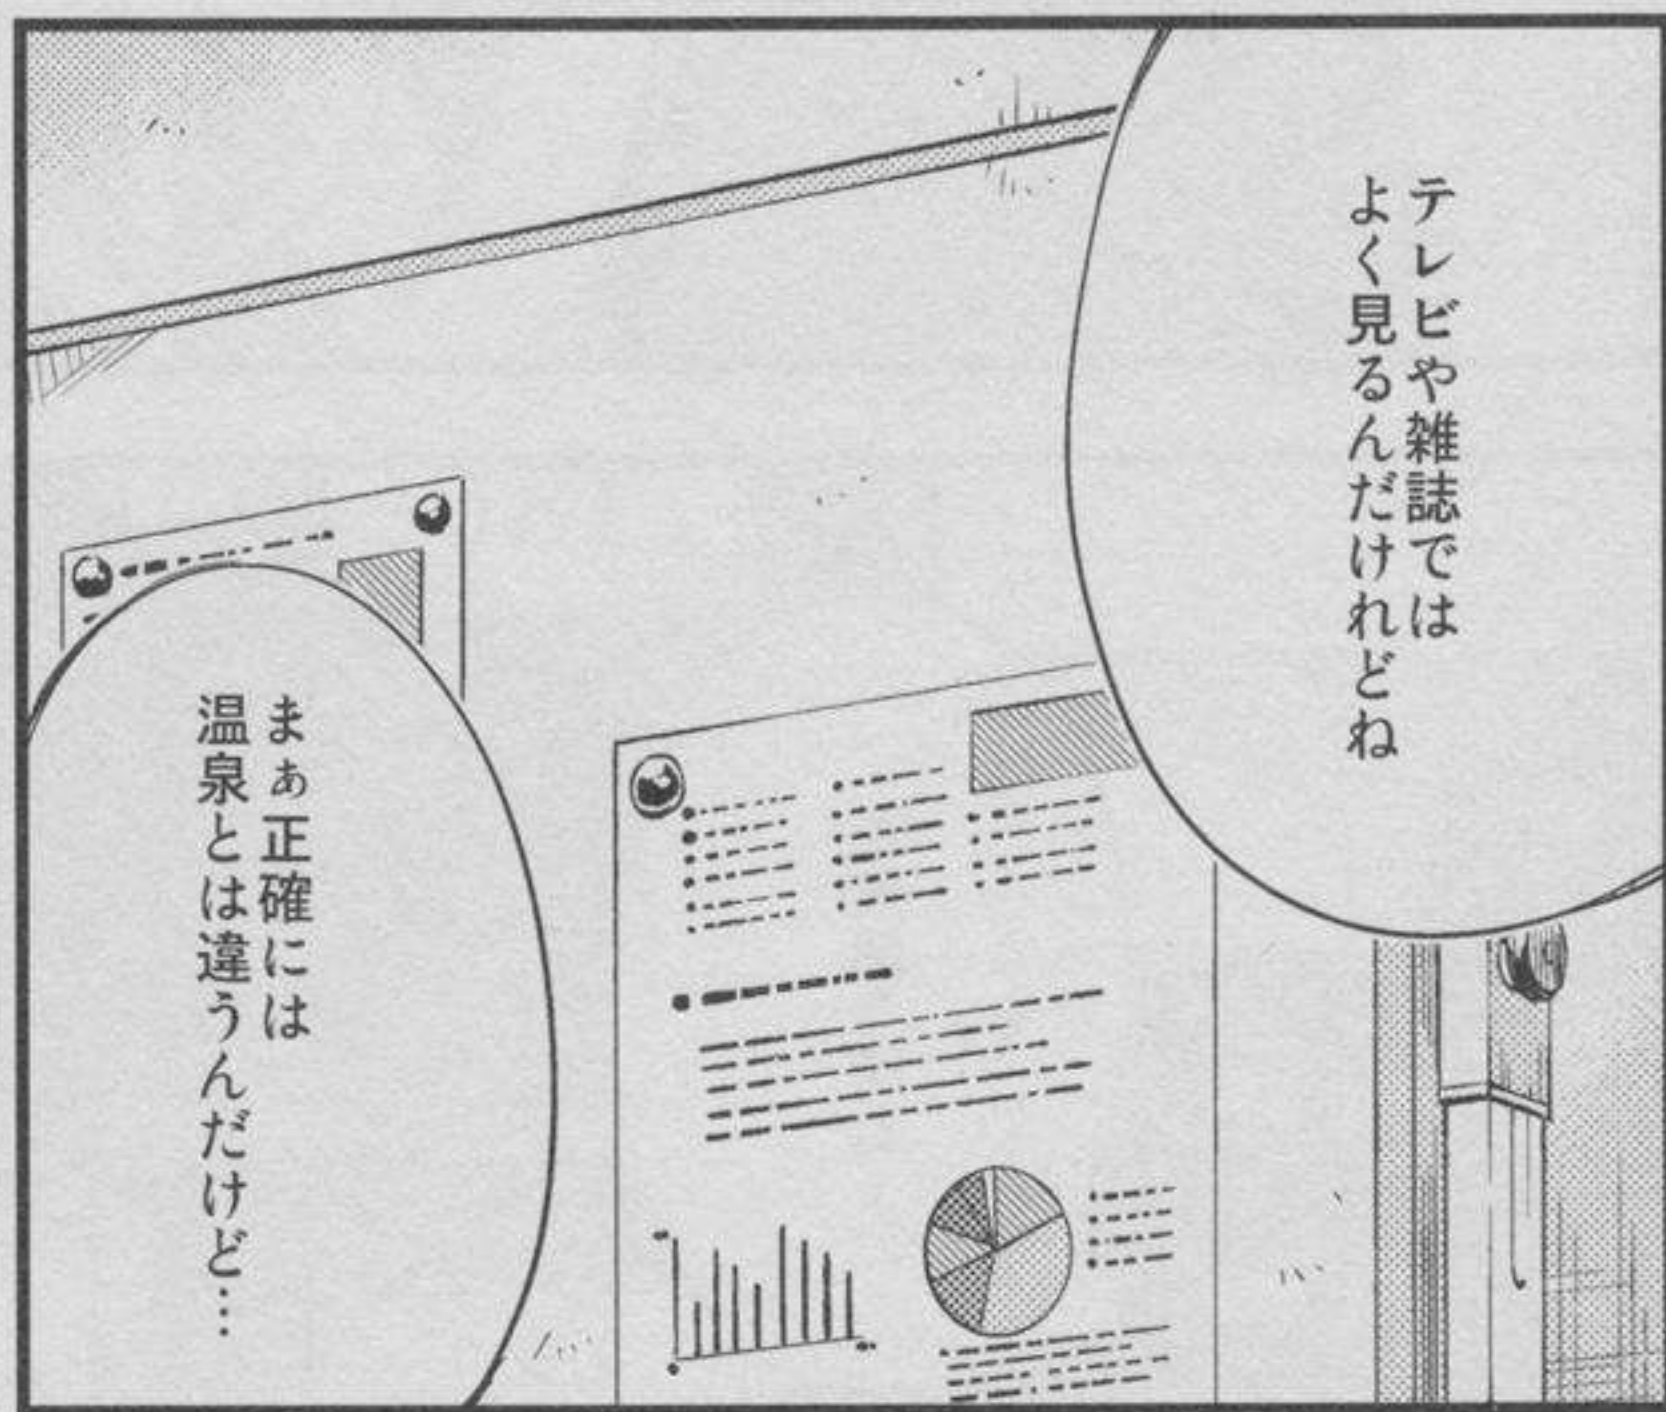 テレビや雑誌では
よく見るんだけれどね
まぁ正確には
温泉とは違うんだけど…